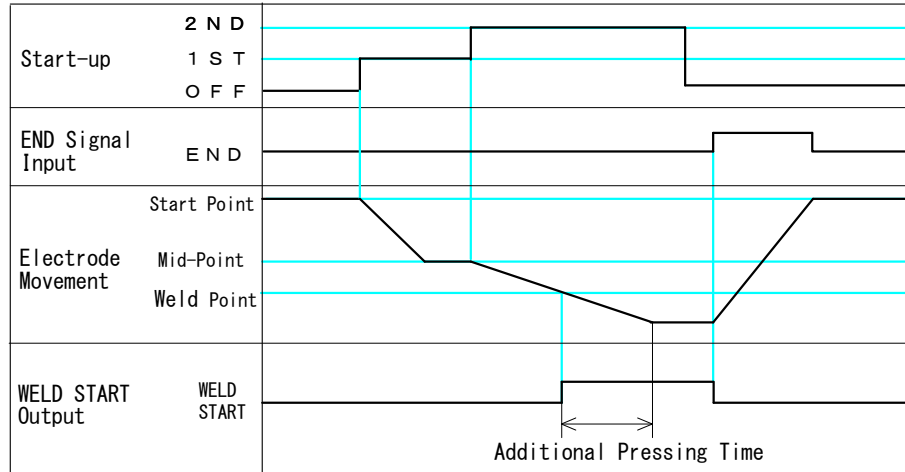 ２ＮＤ
Start-up １ＳＴ
ＯＦＦ
END Signal
Input ＥＮＤ
Start Point
Electrode
Movement Mid-Point
Weld Point
WELD START
Output WELD
START
Additional Pressing Time